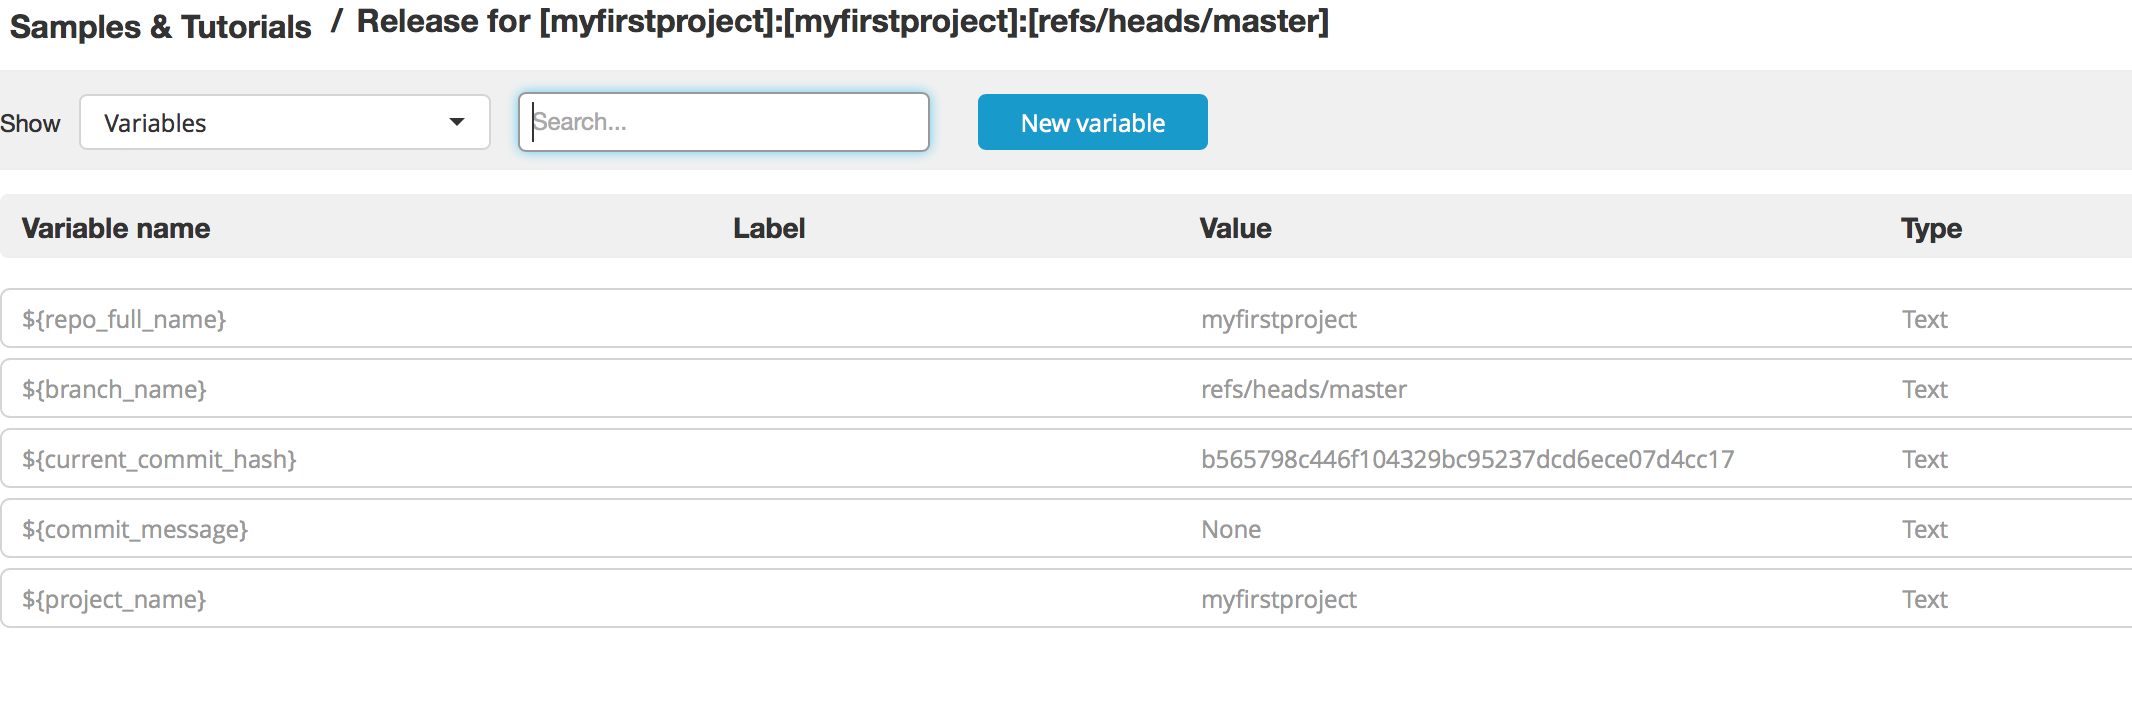 Samples & Tutorials / Release for [myfirstproject]:[myfirstproject]:[refs/heads/master]
Show Variables Search... New variable
Variable name Label Value Type
${repo_full_name} myfirstproject Text
${branch_name} refs/heads/master Text
${current_commit_hash} b565798c446f104329bc95237dcd6ece07d4cc17 Text
${commit_message} None Text
${project_name} myfirstproject Text